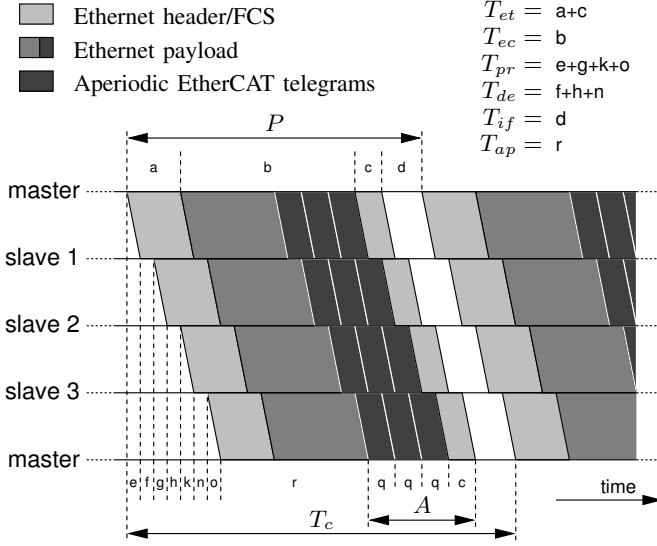 Ethernet header/FCS
Ethernet payload
Aperiodic EtherCAT telegrams
T_et = a+c
T_ec = b
T_pr = e+g+k+o
T_de = f+h+n
T_if = d
T_ap = r
P
a b c d
master
slave 1
slave 2
slave 3
master
e f g h k n o r q q q c
time
T_c A